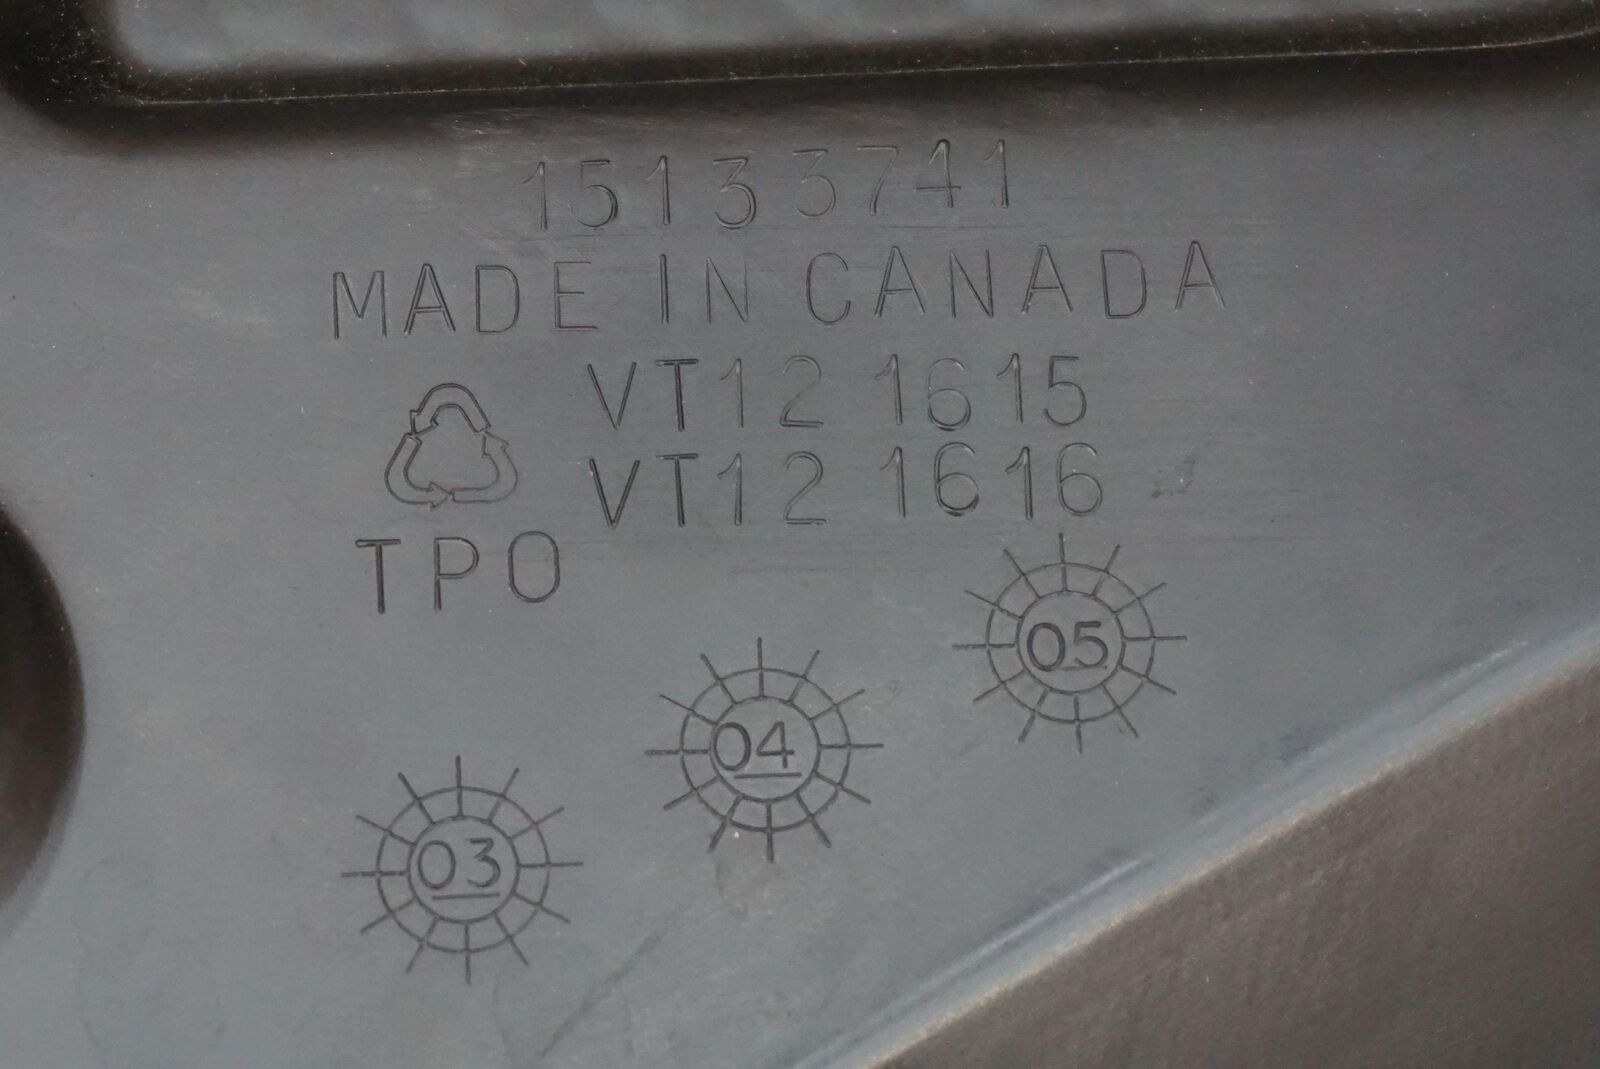 15133741
MADE IN CANADA
VT12 1615
VT12 1616
TPO
05
04
03